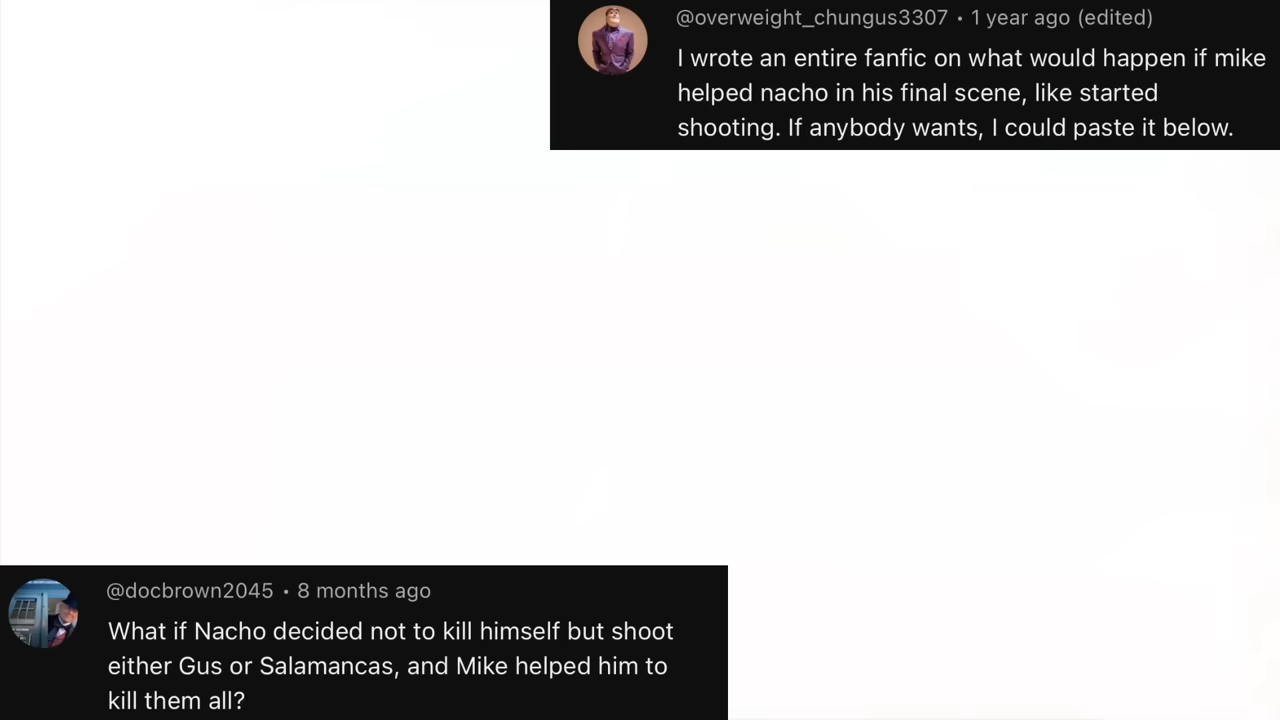 @overweight_chungus3307 • 1 year ago (edited)
I wrote an entire fanfic on what would happen if mike
helped nacho in his final scene, like started
shooting. If anybody wants, I could paste it below.
@docbrown2045 • 8 months ago
What if Nacho decided not to kill himself but shoot
either Gus or Salamancas, and Mike helped him to
kill them all?